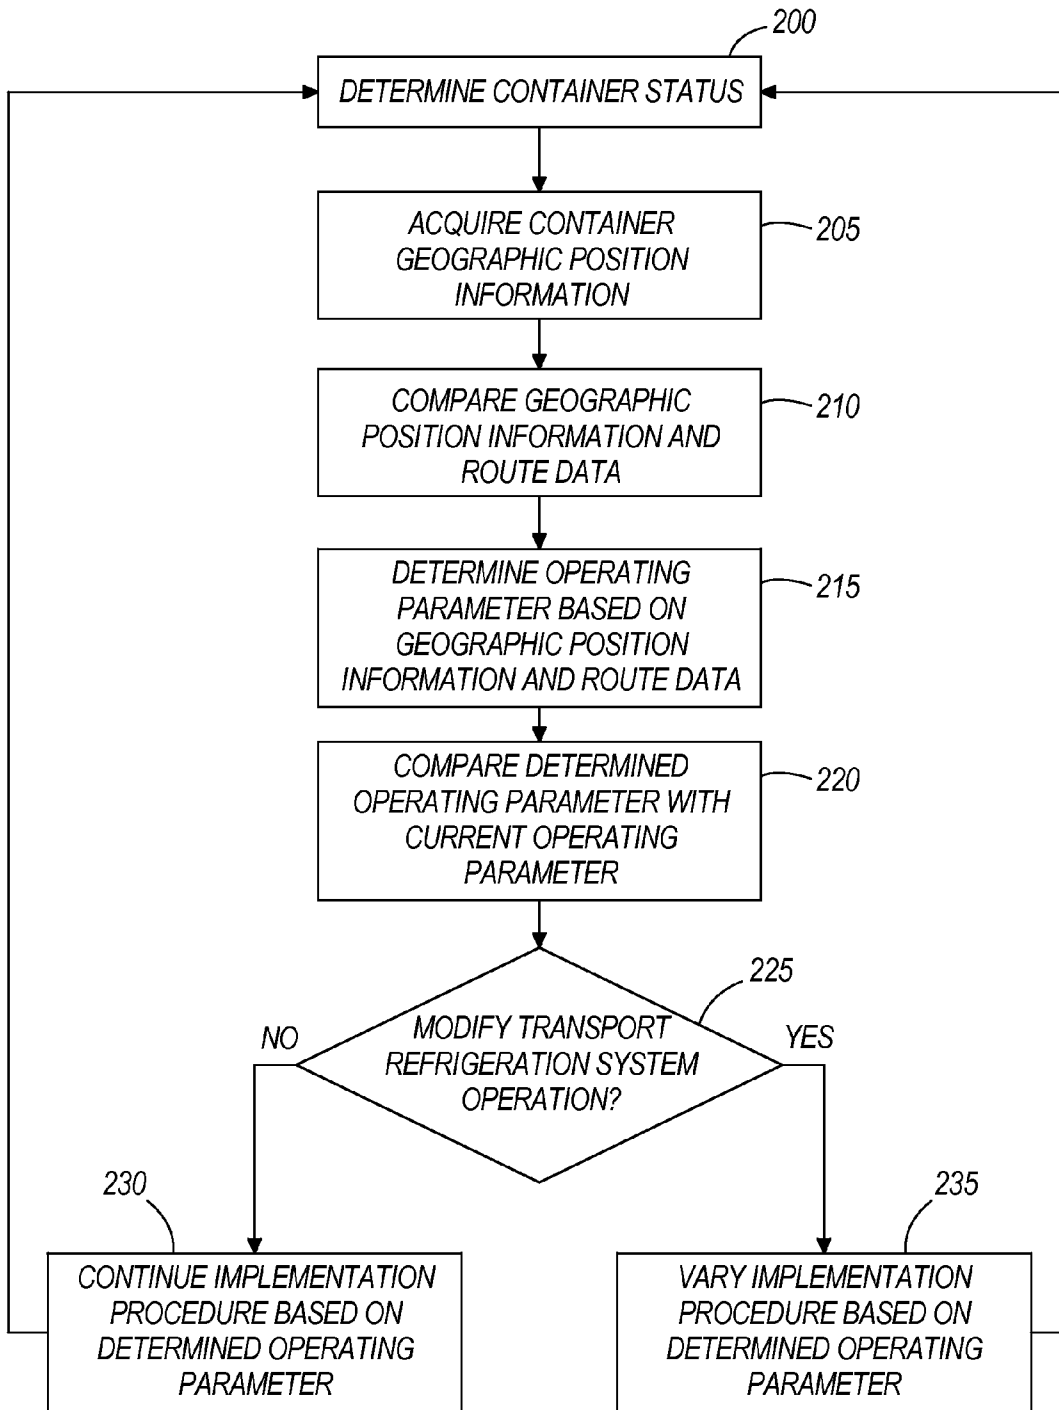 200
DETERMINE CONTAINER STATUS
ACQUIRE CONTAINER
GEOGRAPHIC POSITION
INFORMATION
205
COMPARE GEOGRAPHIC
POSITION INFORMATION AND
ROUTE DATA
210
DETERMINE OPERATING
PARAMETER BASED ON
GEOGRAPHIC POSITION
INFORMATION AND ROUTE DATA
215
COMPARE DETERMINED
OPERATING PARAMETER WITH
CURRENT OPERATING
PARAMETER
220
225
NO
MODIFY TRANSPORT
REFRIGERATION SYSTEM
OPERATION?
YES
230
CONTINUE IMPLEMENTATION
PROCEDURE BASED ON
DETERMINED OPERATING
PARAMETER
235
VARY IMPLEMENTATION
PROCEDURE BASED ON
DETERMINED OPERATING
PARAMETER